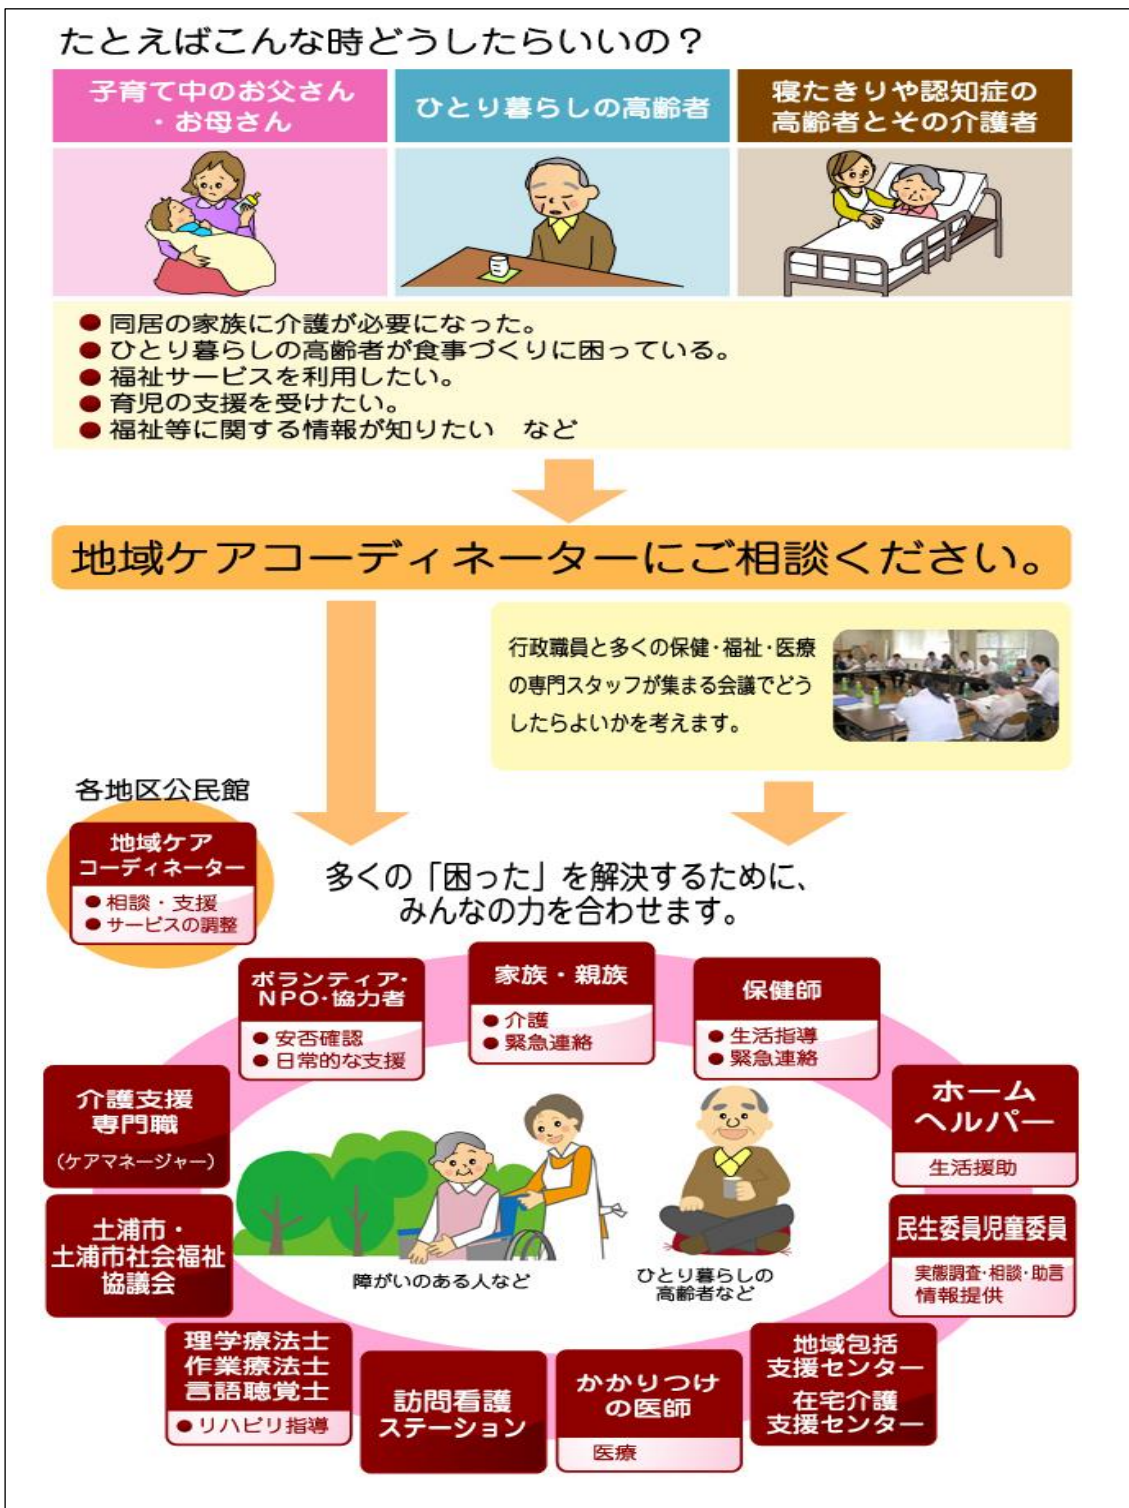 たとえばこんな時どうしたらいいの？
子育て中のお父さん
・お母さん
ひとり暮らしの高齢者
寝たきりや認知症の
高齢者とその介護者
● 同居の家族に介護が必要になった。
● ひとり暮らしの高齢者が食事づくりに困っている。
● 福祉サービスを利用したい。
● 育児の支援を受けたい。
● 福祉等に関する情報が知りたい　など
地域ケアコーディネーターにご相談ください。
行政職員と多くの保健・福祉・医療
の専門スタッフが集まる会議でどう
したらよいかを考えます。
各地区公民館
地域ケア
コーディネーター
● 相談・支援
● サービスの調整
多くの「困った」を解決するために、
みんなの力を合わせます。
ボランティア・
NPO・協力者
● 安否確認
● 日常的な支援
家族・親族
● 介護
● 緊急連絡
保健師
● 生活指導
● 緊急連絡
介護支援
専門職
（ケアマネージャー）
ホーム
ヘルパー
生活援助
土浦市・
土浦市社会福祉
協議会
民生委員児童委員
実態調査・相談・助言
情報提供
障がいのある人など
ひとり暮らしの
高齢者など
理学療法士
作業療法士
言語聴覚士
● リハビリ指導
訪問看護
ステーション
かかりつけ
の医師
医療
地域包括
支援センター
在宅介護
支援センター